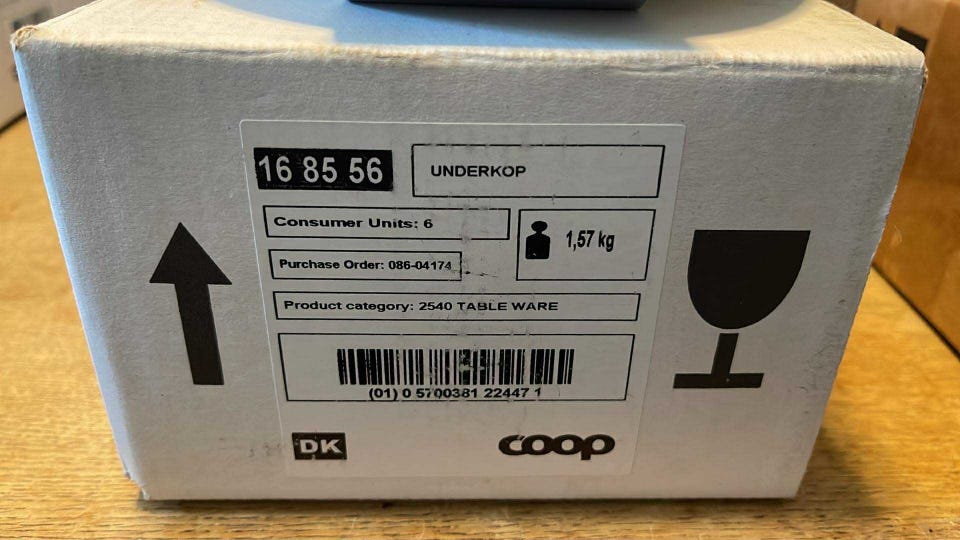 16 85 56
UNDERKOP
Consumer Units: 6
1,57 kg
Purchase Order: 086-04174
Product category: 2540 TABLE WARE
(01) 0 5700381 22447 1
DK
coop